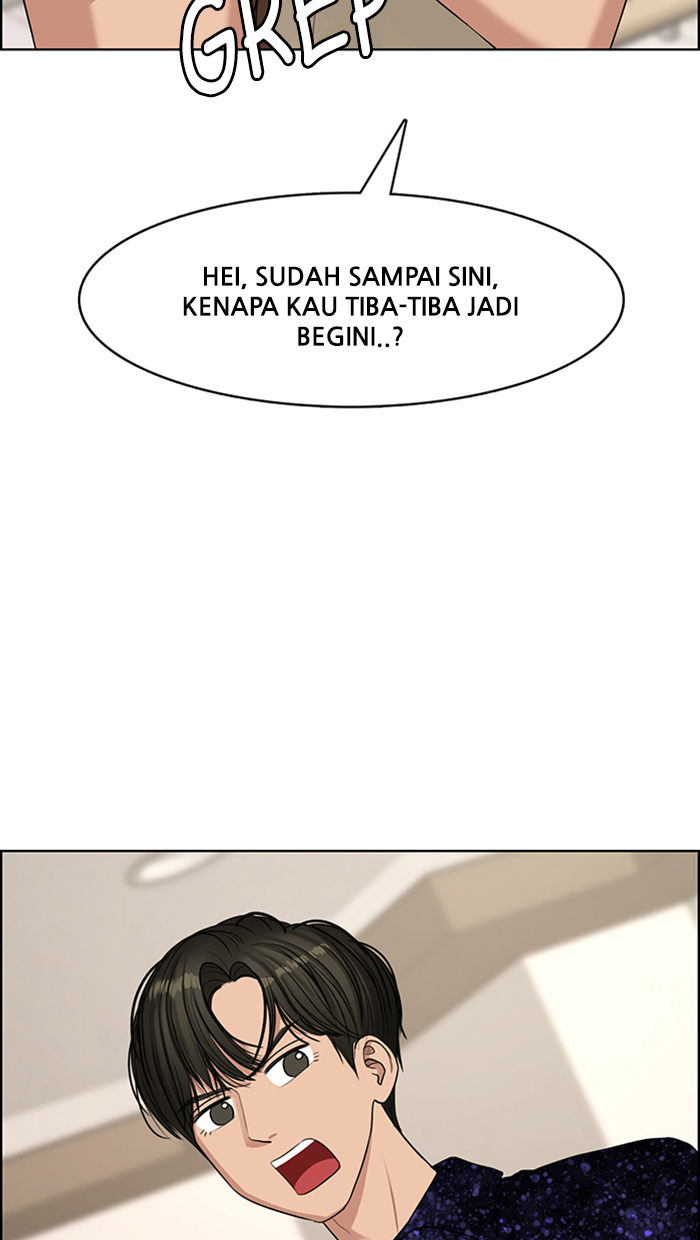 GREP
HEI, SUDAH SAMPAI SINI,
KENAPA KAU TIBA-TIBA JADI
BEGINI..?